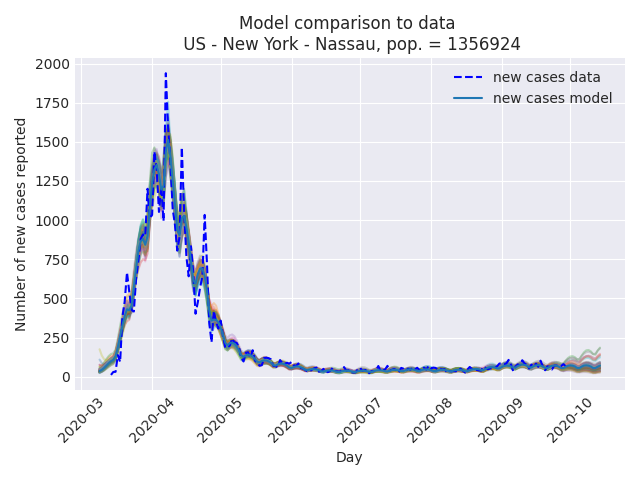 Model comparison to data
US - New York - Nassau, pop. = 1356924
Number of new cases reported
2000
1750
1500
1250
1000
750
500
250
0
new cases data
new cases model
2020-03
2020-04
2020-05
2020-06
2020-07
2020-08
2020-09
2020-10
Day